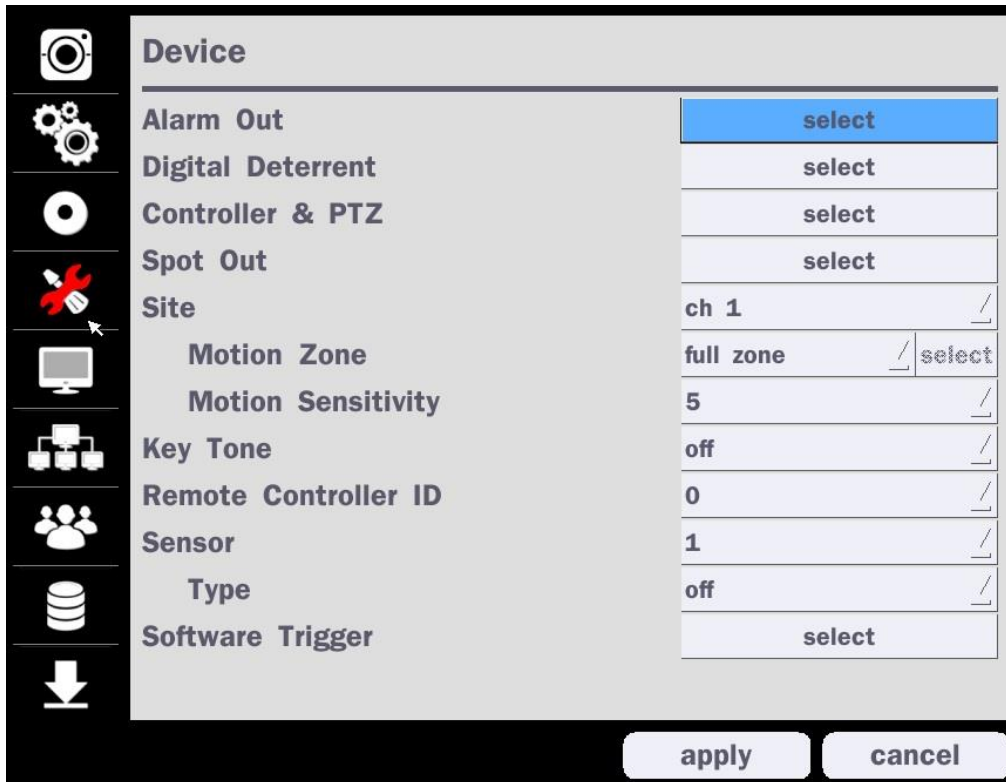 Device
Alarm Out select
Digital Deterrent select
Controller & PTZ select
Spot Out select
Site ch 1
Motion Zone full zone select
Motion Sensitivity 5
Key Tone off
Remote Controller ID 0
Sensor 1
Type off
Software Trigger select
apply cancel